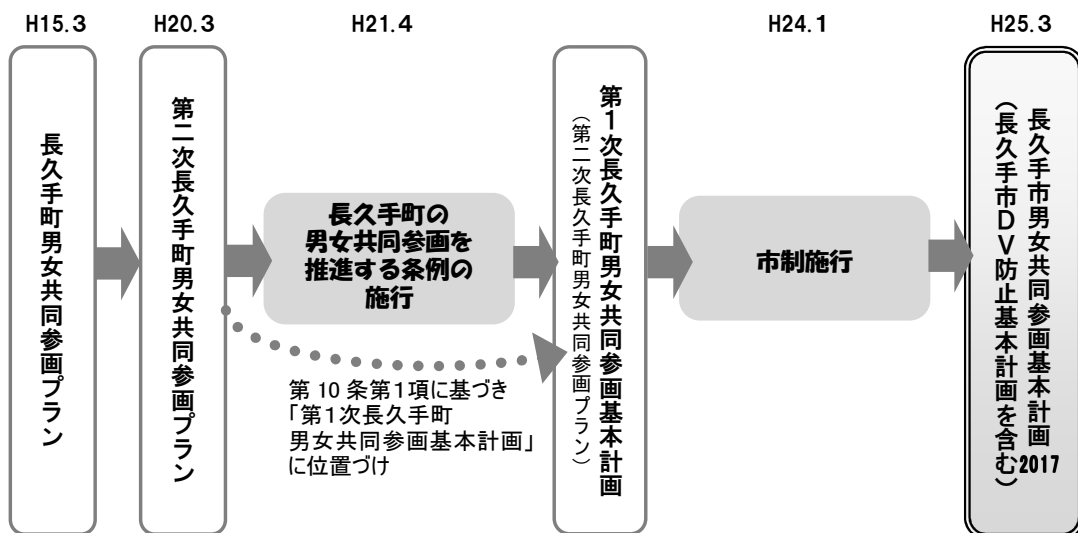 H15.3
H20.3
H21.4
H24.1
H25.3
長久手町男女共同参画プラン
第二次長久手町男女共同参画プラン
長久手町の
男女共同参画を
推進する条例の
施行
第10条第1項に基づき
「第1次長久手町
男女共同参画基本計画」
に位置づけ
第1次長久手町男女共同参画基本計画
（第二次長久手町男女共同参画プラン）
市制施行
長久手市男女共同参画基本計画2017
（長久手市DV防止基本計画を含む）